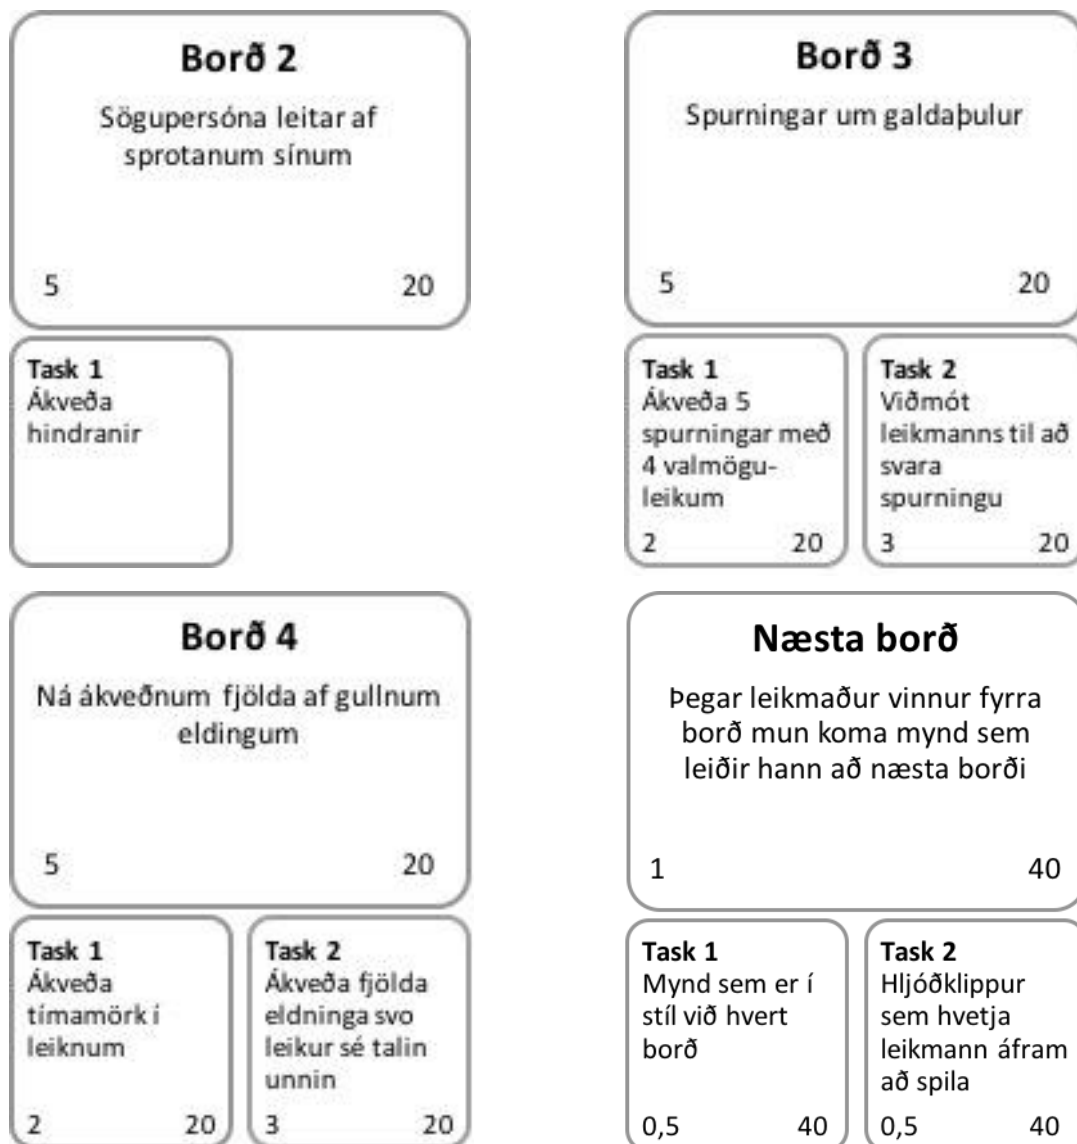 Borð 2
Sögupersóna leitar af
sprotanum sínum
5 20
Task 1
Ákveða
hindranir
Borð 3
Spurningar um galdaþulur
5 20
Task 1
Ákveða 5
spurningar með
4 valmögu-
leikum
2 20
Task 2
Viðmót
leikmanns til að
svara
spurningu
3 20
Borð 4
Ná ákveðnum fjölda af gullnum
eldingum
5 20
Task 1
Ákveða
tímamörk í
leiknum
2 20
Task 2
Ákveða fjölda
eldninga svo
leikur sé talin
unnin
3 20
Næsta borð
Þegar leikmaður vinnur fyrra
borð mun koma mynd sem
leiðir hann að næsta borði
1 40
Task 1
Mynd sem er í
stíl við hvert
borð
0,5 40
Task 2
Hljóðklippur
sem hvetja
leikmann áfram
að spila
0,5 40